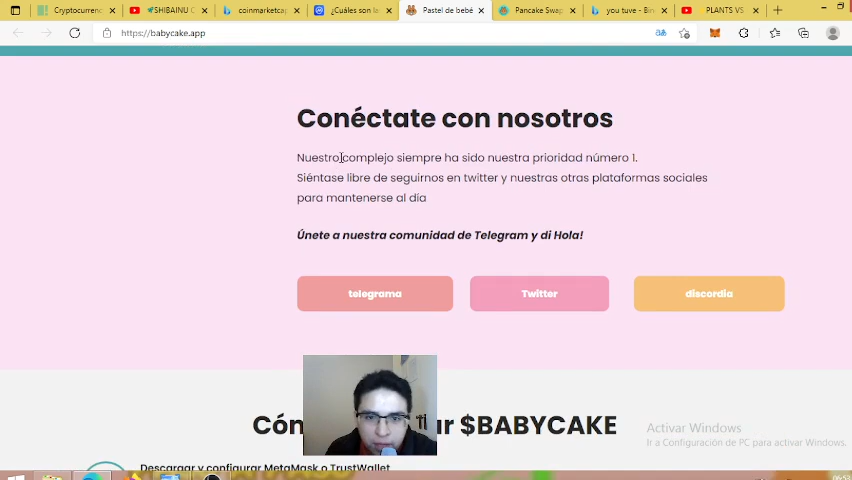 Cryptocurrenc
SHIBAINU C
coinmarketcap
¿Cuáles son la
Pastel de bebé
Pancake Swap
you tuve - Bin
PLANTS VS
https://babycake.app
Conéctate con nosotros
Nuestro complejo siempre ha sido nuestra prioridad número 1.
Siéntase libre de seguirnos en twitter y nuestras otras plataformas sociales
para mantenerse al día
Únete a nuestra comunidad de Telegram y di Hola!
telegrama
Twitter
discordia
ar $BABYCAKE
Activar Windows
Ir a Configuración de PC para activar Windows.
Descargar y configurar MetaMask o TrustWallet